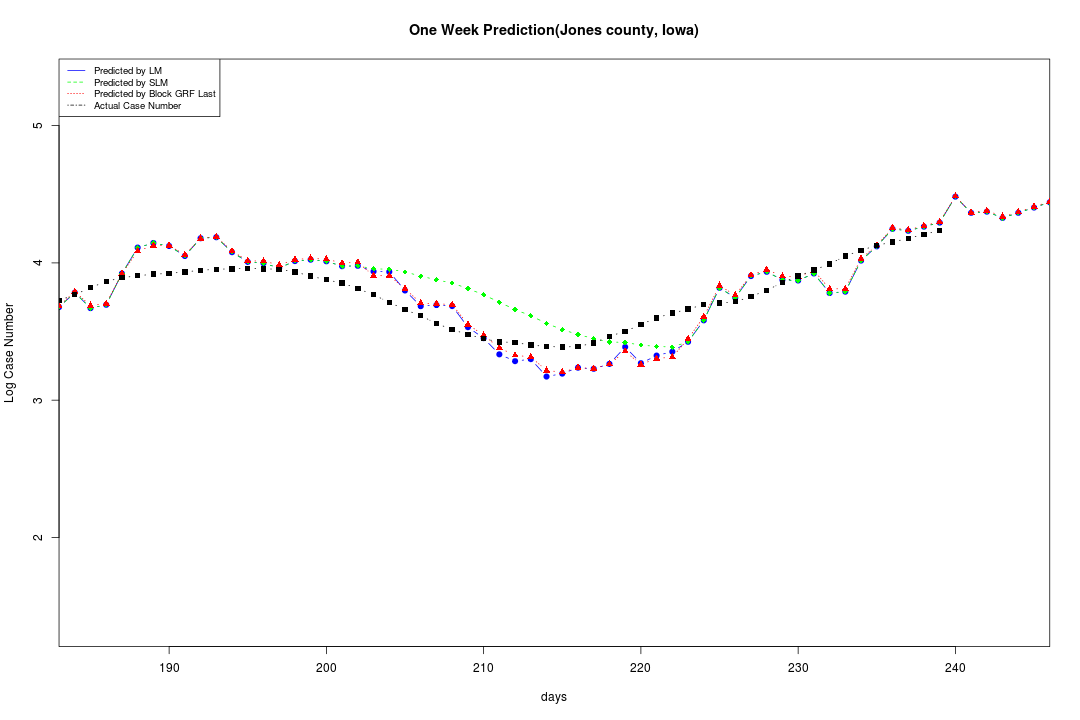 One Week Prediction(Jones county, Iowa)
Predicted by LM
Predicted by SLM
Predicted by Block GRF Last
Actual Case Number
5
4
3
2
Log Case Number
190 200 210 220 230 240
days